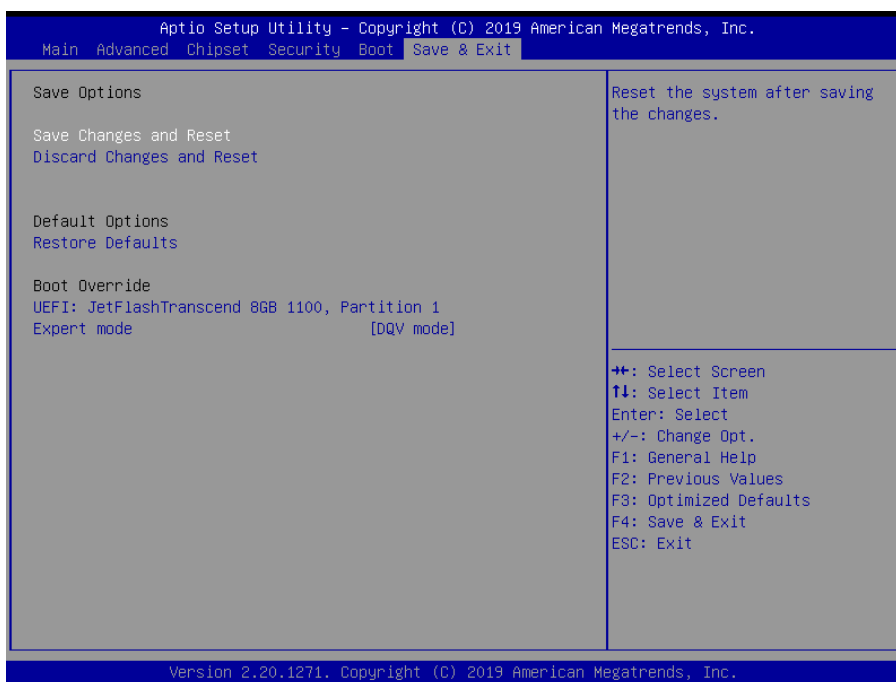 Aptio Setup Utility – Copyright (C) 2019 American Megatrends, Inc.
Main Advanced Chipset Security Boot Save & Exit
Save Options
Save Changes and Reset
Discard Changes and Reset
Default Options
Restore Defaults
Boot Override
UEFI: JetFlashTranscend 8GB 1100, Partition 1
Expert mode [DQV mode]
Reset the system after saving
the changes.
→←: Select Screen
↑↓: Select Item
Enter: Select
+/-: Change Opt.
F1: General Help
F2: Previous Values
F3: Optimized Defaults
F4: Save & Exit
ESC: Exit
Version 2.20.1271. Copyright (C) 2019 American Megatrends, Inc.